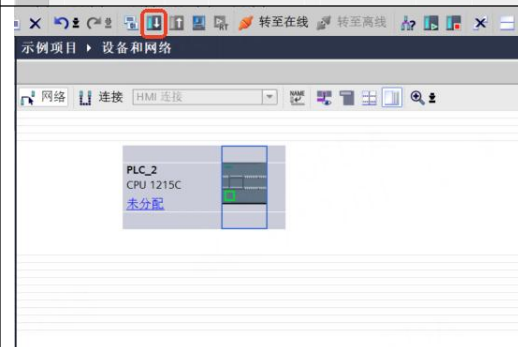 转至在线 转至离线
示例项目 ▸ 设备和网络
网络 连接 HMI 连接
PLC_2
CPU 1215C
未分配